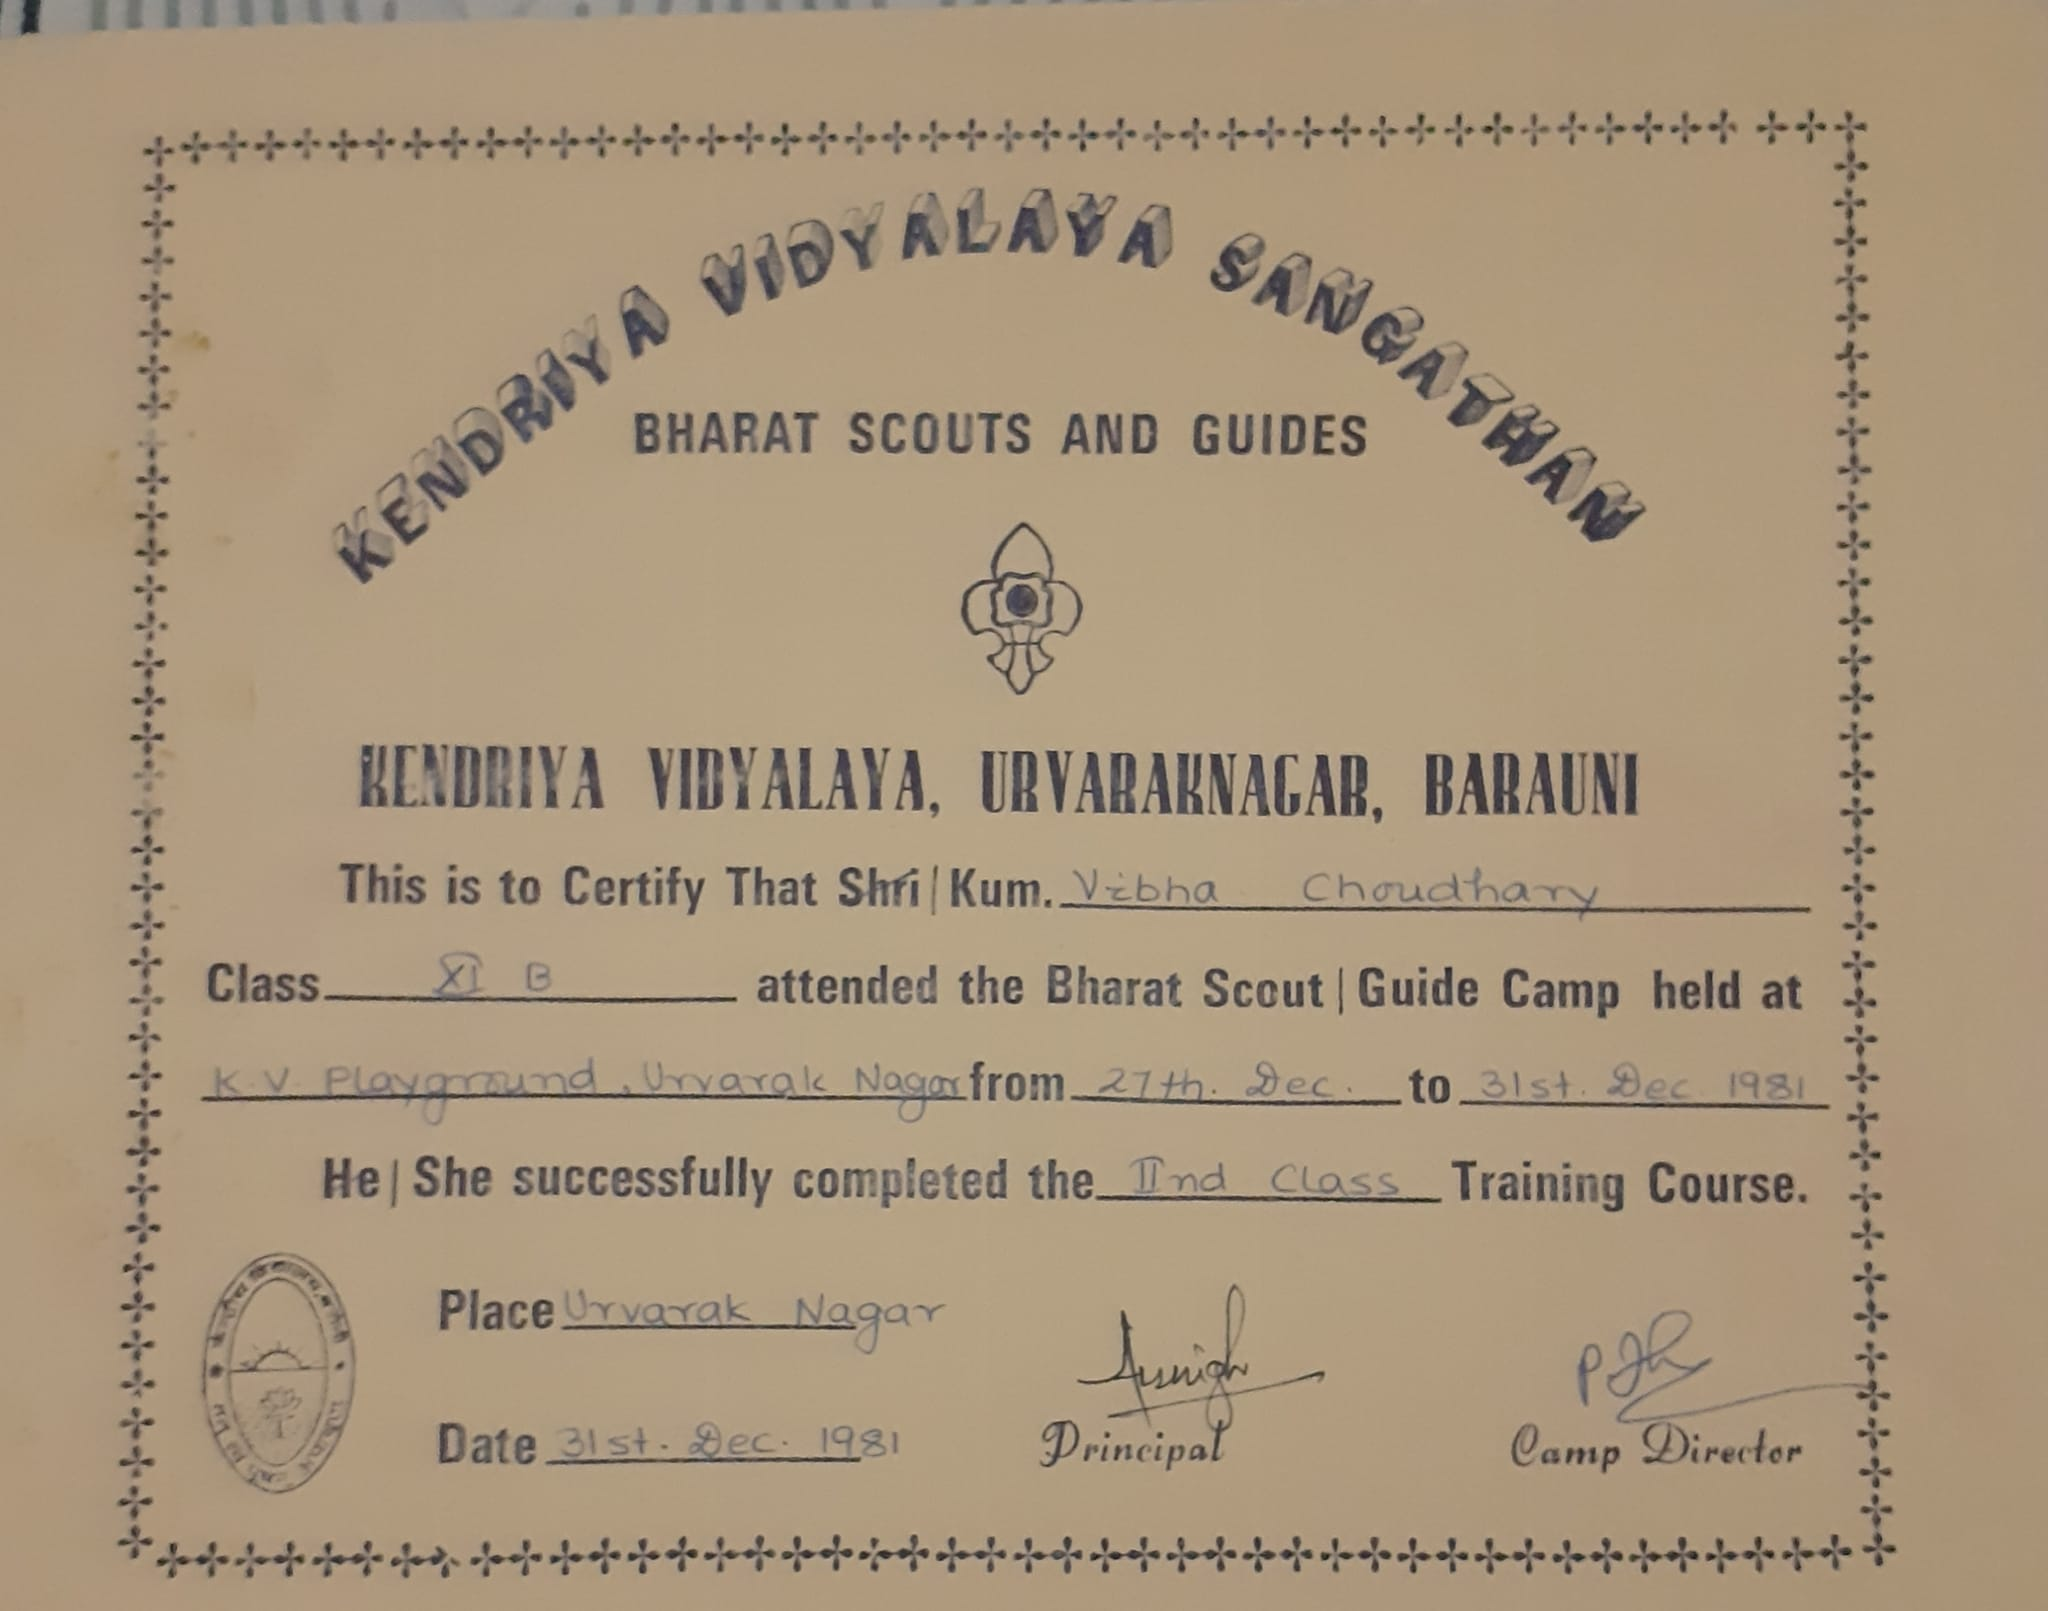 KENDRIYA VIDYALAYA SANGATHAN
BHARAT SCOUTS AND GUIDES
KENDRIYA VIDYALAYA, URVARAKNAGAR, BARAUNI
This is to Certify That Shri | Kum. Vibha Choudhary
Class XI B attended the Bharat Scout | Guide Camp held at
K.V. Playground, Urvarak Nagar from 27th. Dec. to 31st. Dec. 1981
He | She successfully completed the IInd Class Training Course.
Place Urvarak Nagar
Date 31st. Dec. 1981
Principal
Camp Director